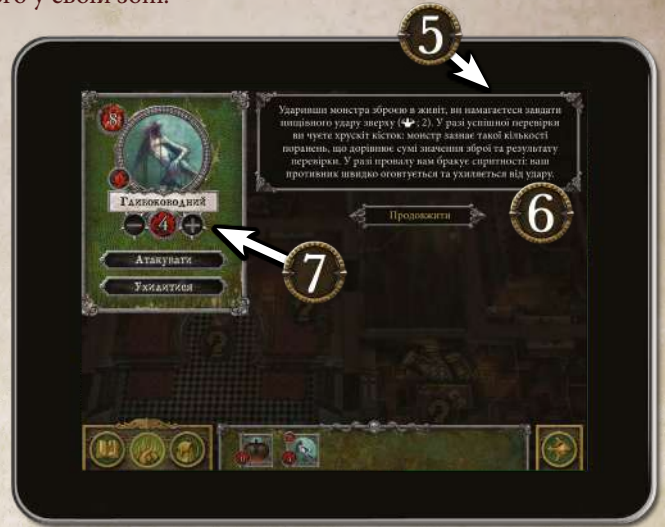 його у своїй зоні.
5
8
Ударивши монстра зброєю в живіт, ви намагаєтеся завдати
нищівного удару зверху ( ; 2). У разі успішної перевірки
ви чуєте хрускіт кісток: монстр зазнає такої кількості
поранень, що дорівнює сумі значення зброї та результату
перевірки. У разі провалу вам бракує спритності: ваш
противник швидко оговтується та ухиляється від удару.
Продовжити
6
Глибоководний
− 4 +
7
Атакувати
Ухилитися